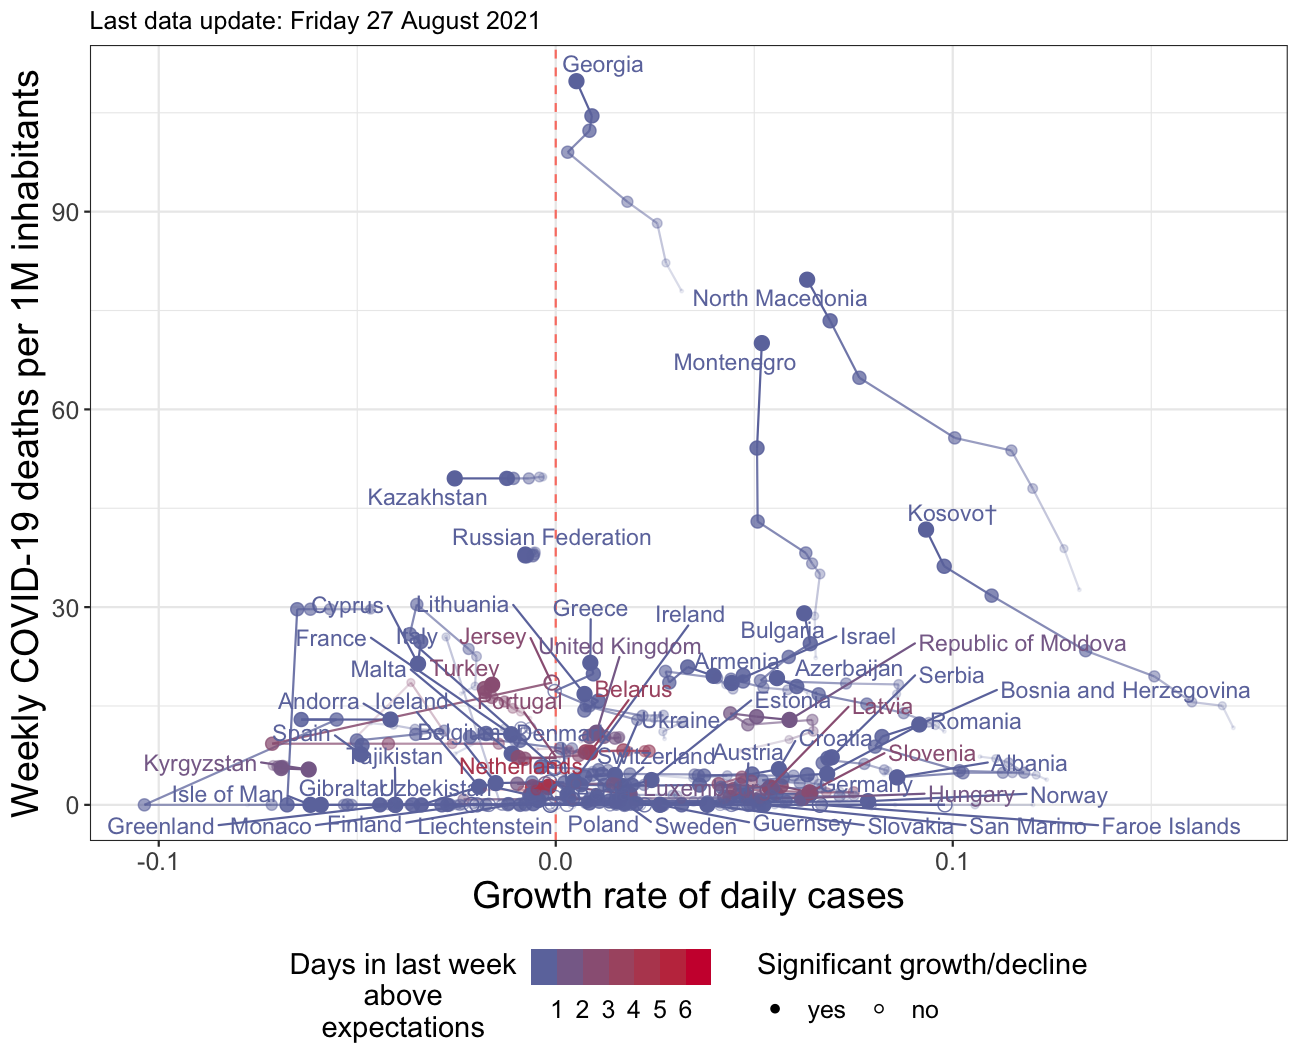 Last data update: Friday 27 August 2021
Weekly COVID-19 deaths per 1M inhabitants
90
60
30
0
Georgia
North Macedonia
Montenegro
Kazakhstan
Kosovo†
Russian Federation
Cyprus
Lithuania
Greece
Ireland
France
Italy
Jersey
United Kingdom
Bulgaria
Israel
Republic of Moldova
Malta
Turkey
Armenia
Azerbaijan
Serbia
Andorra
Iceland
Portugal
Belarus
Estonia
Latvia
Bosnia and Herzegovina
Spain
Belgium
Denmark
Ukraine
Croatia
Romania
Kyrgyzstan
Tajikistan
Netherlands
Switzerland
Austria
Slovenia
Albania
Isle of Man
Gibraltar
Uzbekistan
Luxembourg
Germany
Hungary
Norway
Greenland
Monaco
Finland
Liechtenstein
Poland
Sweden
Guernsey
Slovakia
San Marino
Faroe Islands
-0.1
0.0
0.1
Growth rate of daily cases
Days in last week
above
expectations
1 2 3 4 5 6
Significant growth/decline
yes
no